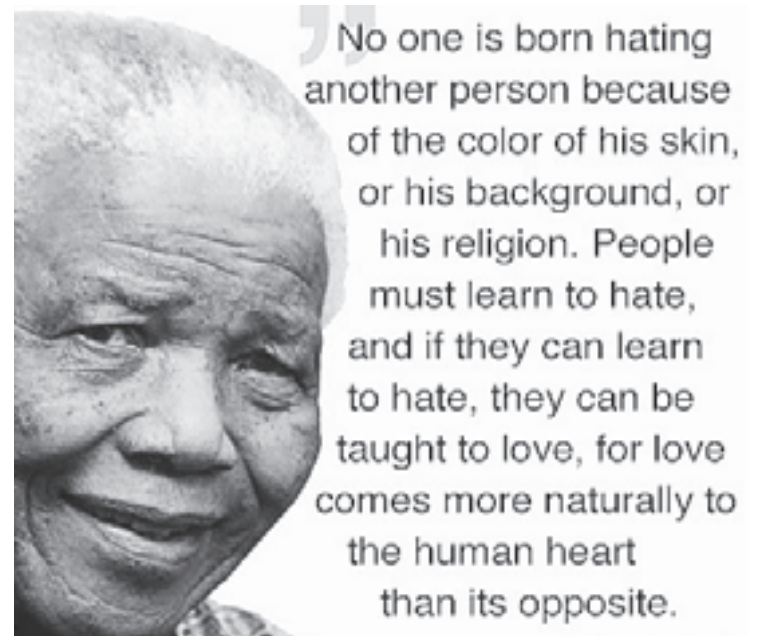 No one is born hating
another person because
of the color of his skin,
or his background, or
his religion. People
must learn to hate,
and if they can learn
to hate, they can be
taught to love, for love
comes more naturally to
the human heart
than its opposite.